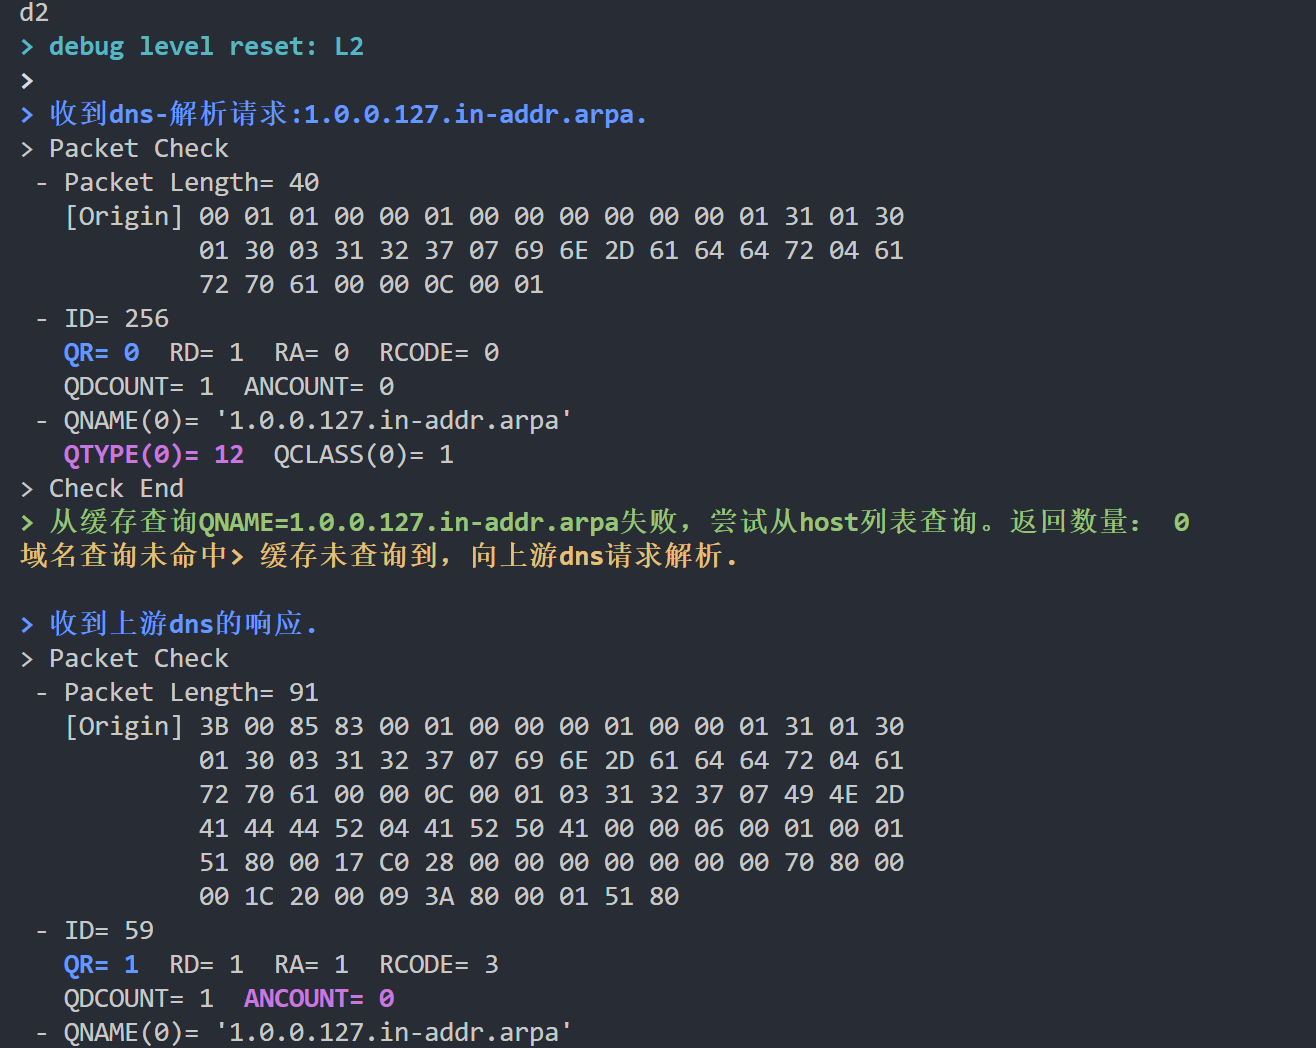 d2
> debug level reset: L2
>
> 收到dns-解析请求:1.0.0.127.in-addr.arpa.
> Packet Check
- Packet Length= 40
[Origin] 00 01 01 00 00 01 00 00 00 00 00 00 01 31 01 30
01 30 03 31 32 37 07 69 6E 2D 61 64 64 72 04 61
72 70 61 00 00 0C 00 01
- ID= 256
QR= 0  RD= 1  RA= 0  RCODE= 0
QDCOUNT= 1  ANCOUNT= 0
- QNAME(0)= '1.0.0.127.in-addr.arpa'
QTYPE(0)= 12  QCLASS(0)= 1
> Check End
> 从缓存查询QNAME=1.0.0.127.in-addr.arpa失败，尝试从host列表查询。返回数量： 0
域名查询未命中> 缓存未查询到，向上游dns请求解析.
> 收到上游dns的响应.
> Packet Check
- Packet Length= 91
[Origin] 3B 00 85 83 00 01 00 00 00 01 00 00 01 31 01 30
01 30 03 31 32 37 07 69 6E 2D 61 64 64 72 04 61
72 70 61 00 00 0C 00 01 03 31 32 37 07 49 4E 2D
41 44 44 52 04 41 52 50 41 00 00 06 00 01 00 01
51 80 00 17 C0 28 00 00 00 00 00 00 00 70 80 00
00 1C 20 00 09 3A 80 00 01 51 80
- ID= 59
QR= 1  RD= 1  RA= 1  RCODE= 3
QDCOUNT= 1  ANCOUNT= 0
- QNAME(0)= '1.0.0.127.in-addr.arpa'